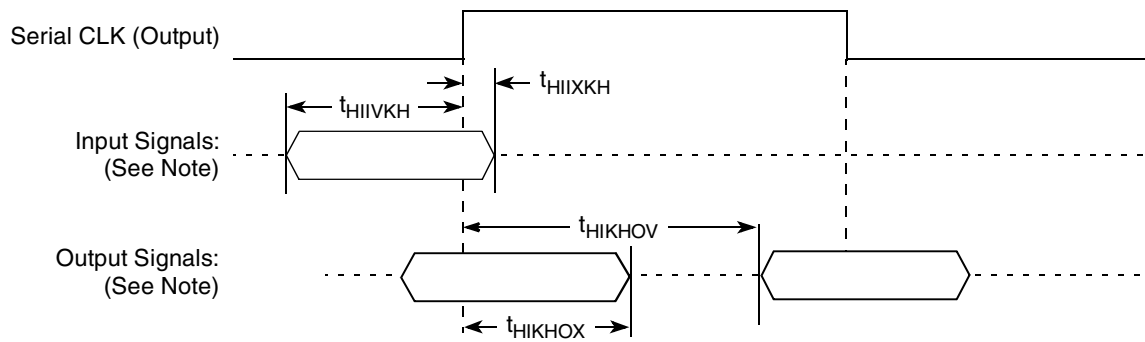 Serial CLK (Output)
tHIIXKH
tHIIVKH
Input Signals:
(See Note)
tHIKHOV
Output Signals:
(See Note)
tHIKHOX